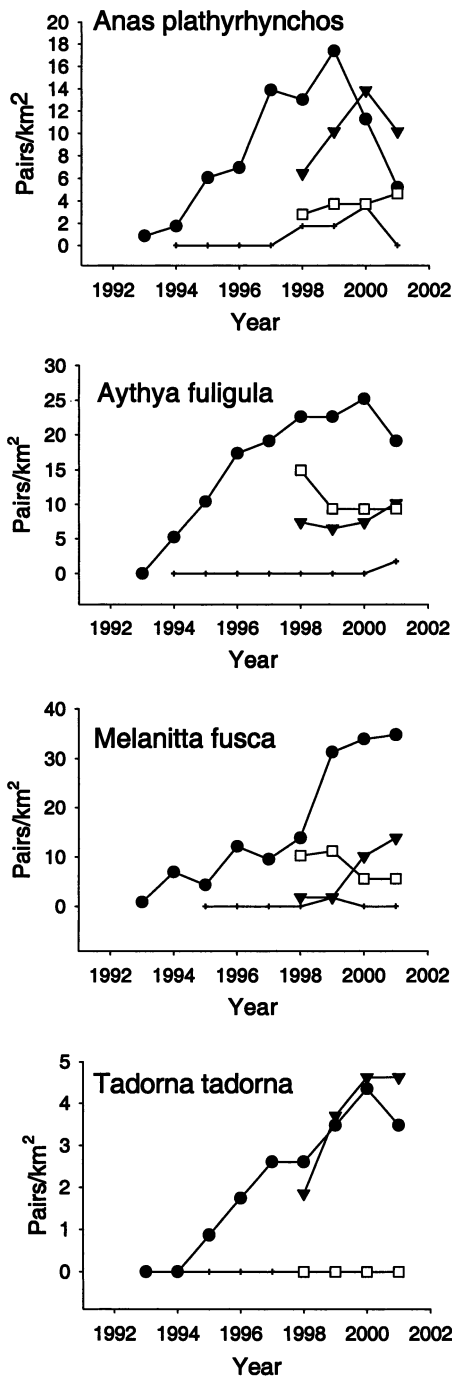 Anas plathyrhynchos
20
18
16
14
12
10
8
6
4
2
0
Pairs/km2
1992 1994 1996 1998 2000 2002
Year
Aythya fuligula
30
25
20
15
10
5
0
Pairs/km²
1992 1994 1996 1998 2000 2002
Year
Melanitta fusca
40
30
20
10
0
Pairs/km²
1992 1994 1996 1998 2000 2002
Year
Tadorna tadorna
5
4
3
2
1
0
Pairs/km²
1992 1994 1996 1998 2000 2002
Year